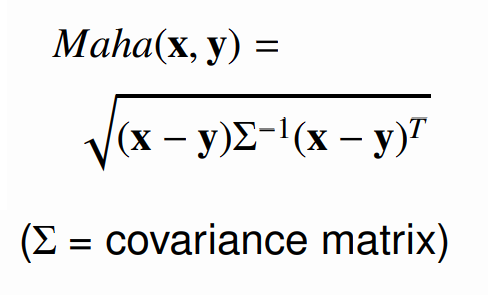 Maha(x, y) =
√(x − y)Σ⁻¹(x − y)ᵀ
(Σ = covariance matrix)